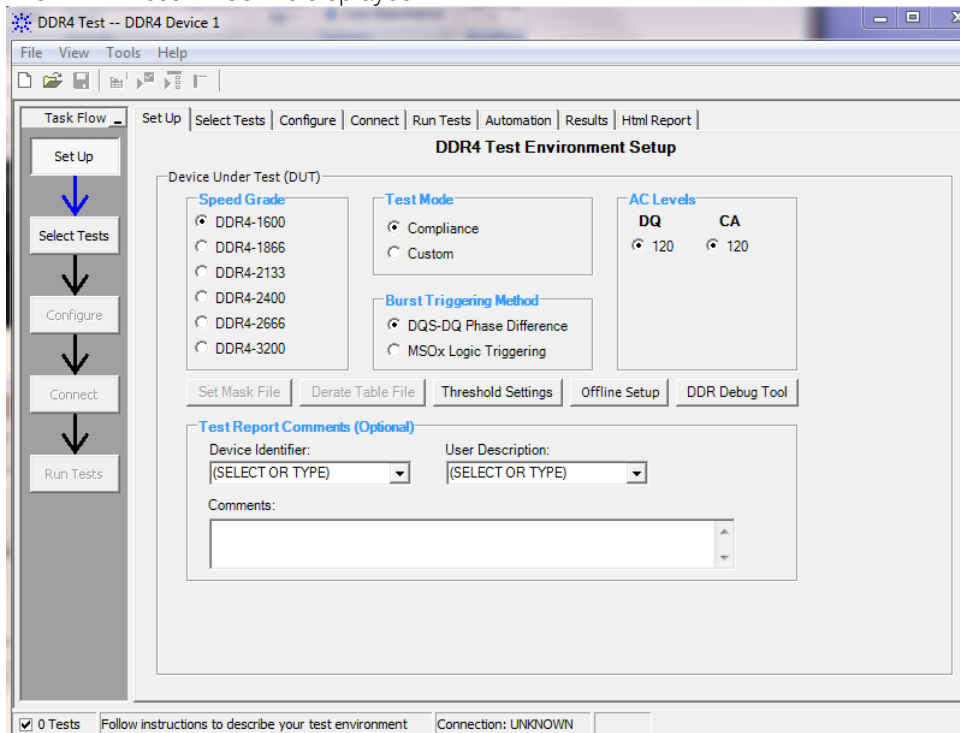 DDR4 Test -- DDR4 Device 1
File View Tools Help
Task Flow
Set Up
Select Tests
Configure
Connect
Run Tests
Set Up Select Tests Configure Connect Run Tests Automation Results Html Report
DDR4 Test Environment Setup
Device Under Test (DUT)
Speed Grade
DDR4-1600
DDR4-1866
DDR4-2133
DDR4-2400
DDR4-2666
DDR4-3200
Test Mode
Compliance
Custom
Burst Triggering Method
DQS-DQ Phase Difference
MSOx Logic Triggering
AC Levels
DQ CA
120 120
Set Mask File Derate Table File Threshold Settings Offline Setup DDR Debug Tool
Test Report Comments (Optional)
Device Identifier: User Description:
(SELECT OR TYPE) (SELECT OR TYPE)
Comments:
0 Tests Follow instructions to describe your test environment Connection: UNKNOWN